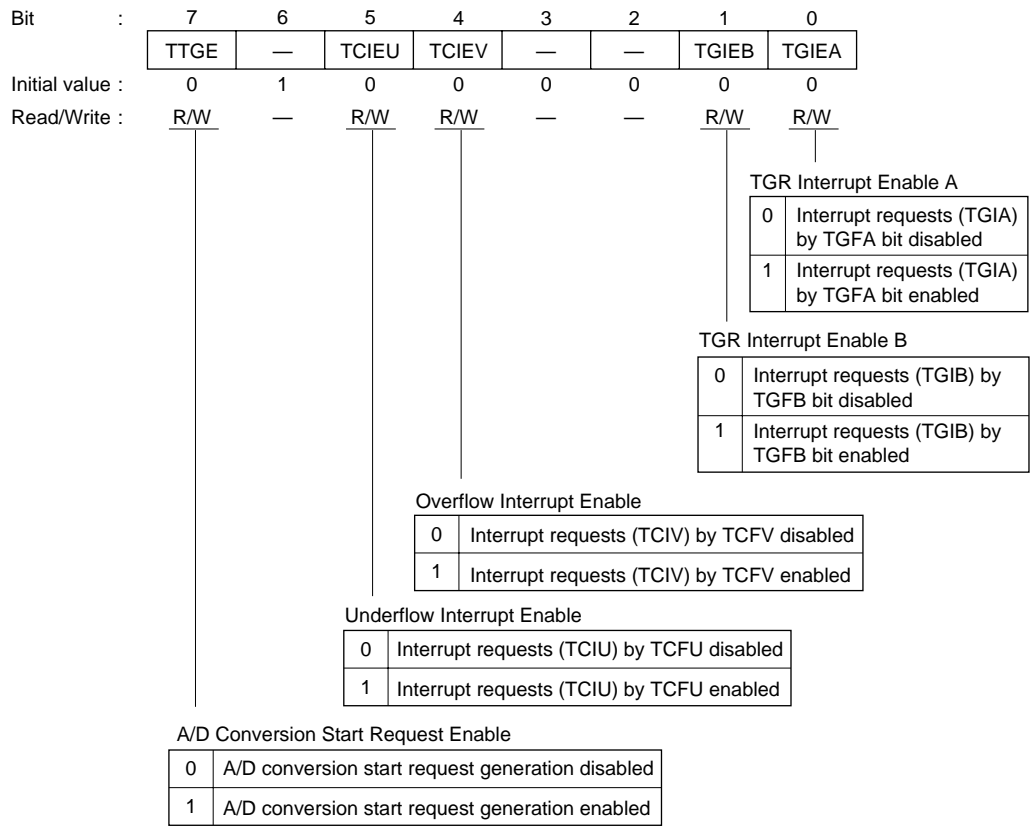 Bit : 7 6 5 4 3 2 1 0
TTGE — TCIEU TCIEV — — TGIEB TGIEA
Initial value : 0 1 0 0 0 0 0 0
Read/Write : R/W — R/W R/W — — R/W R/W
TGR Interrupt Enable A
0 Interrupt requests (TGIA)
by TGFA bit disabled
1 Interrupt requests (TGIA)
by TGFA bit enabled
TGR Interrupt Enable B
0 Interrupt requests (TGIB) by
TGFB bit disabled
1 Interrupt requests (TGIB) by
TGFB bit enabled
Overflow Interrupt Enable
0 Interrupt requests (TCIV) by TCFV disabled
1 Interrupt requests (TCIV) by TCFV enabled
Underflow Interrupt Enable
0 Interrupt requests (TCIU) by TCFU disabled
1 Interrupt requests (TCIU) by TCFU enabled
A/D Conversion Start Request Enable
0 A/D conversion start request generation disabled
1 A/D conversion start request generation enabled